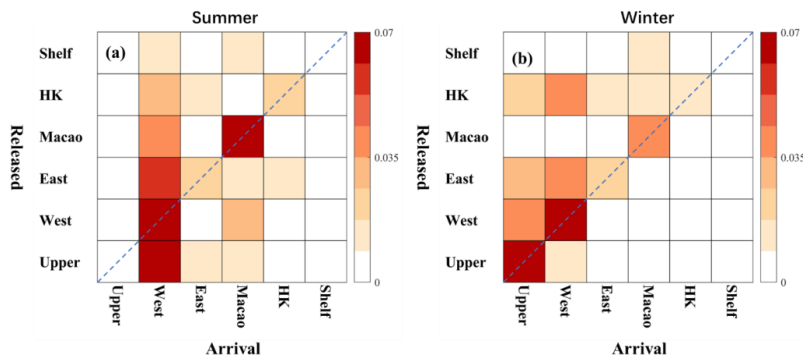 Summer
Winter
(a)
(b)
Released
Shelf
HK
Macao
East
West
Upper
Upper
West
East
Macao
HK
Shelf
Arrival
0.07
0.035
0
Released
Shelf
HK
Macao
East
West
Upper
Upper
West
East
Macao
HK
Shelf
Arrival
0.07
0.035
0